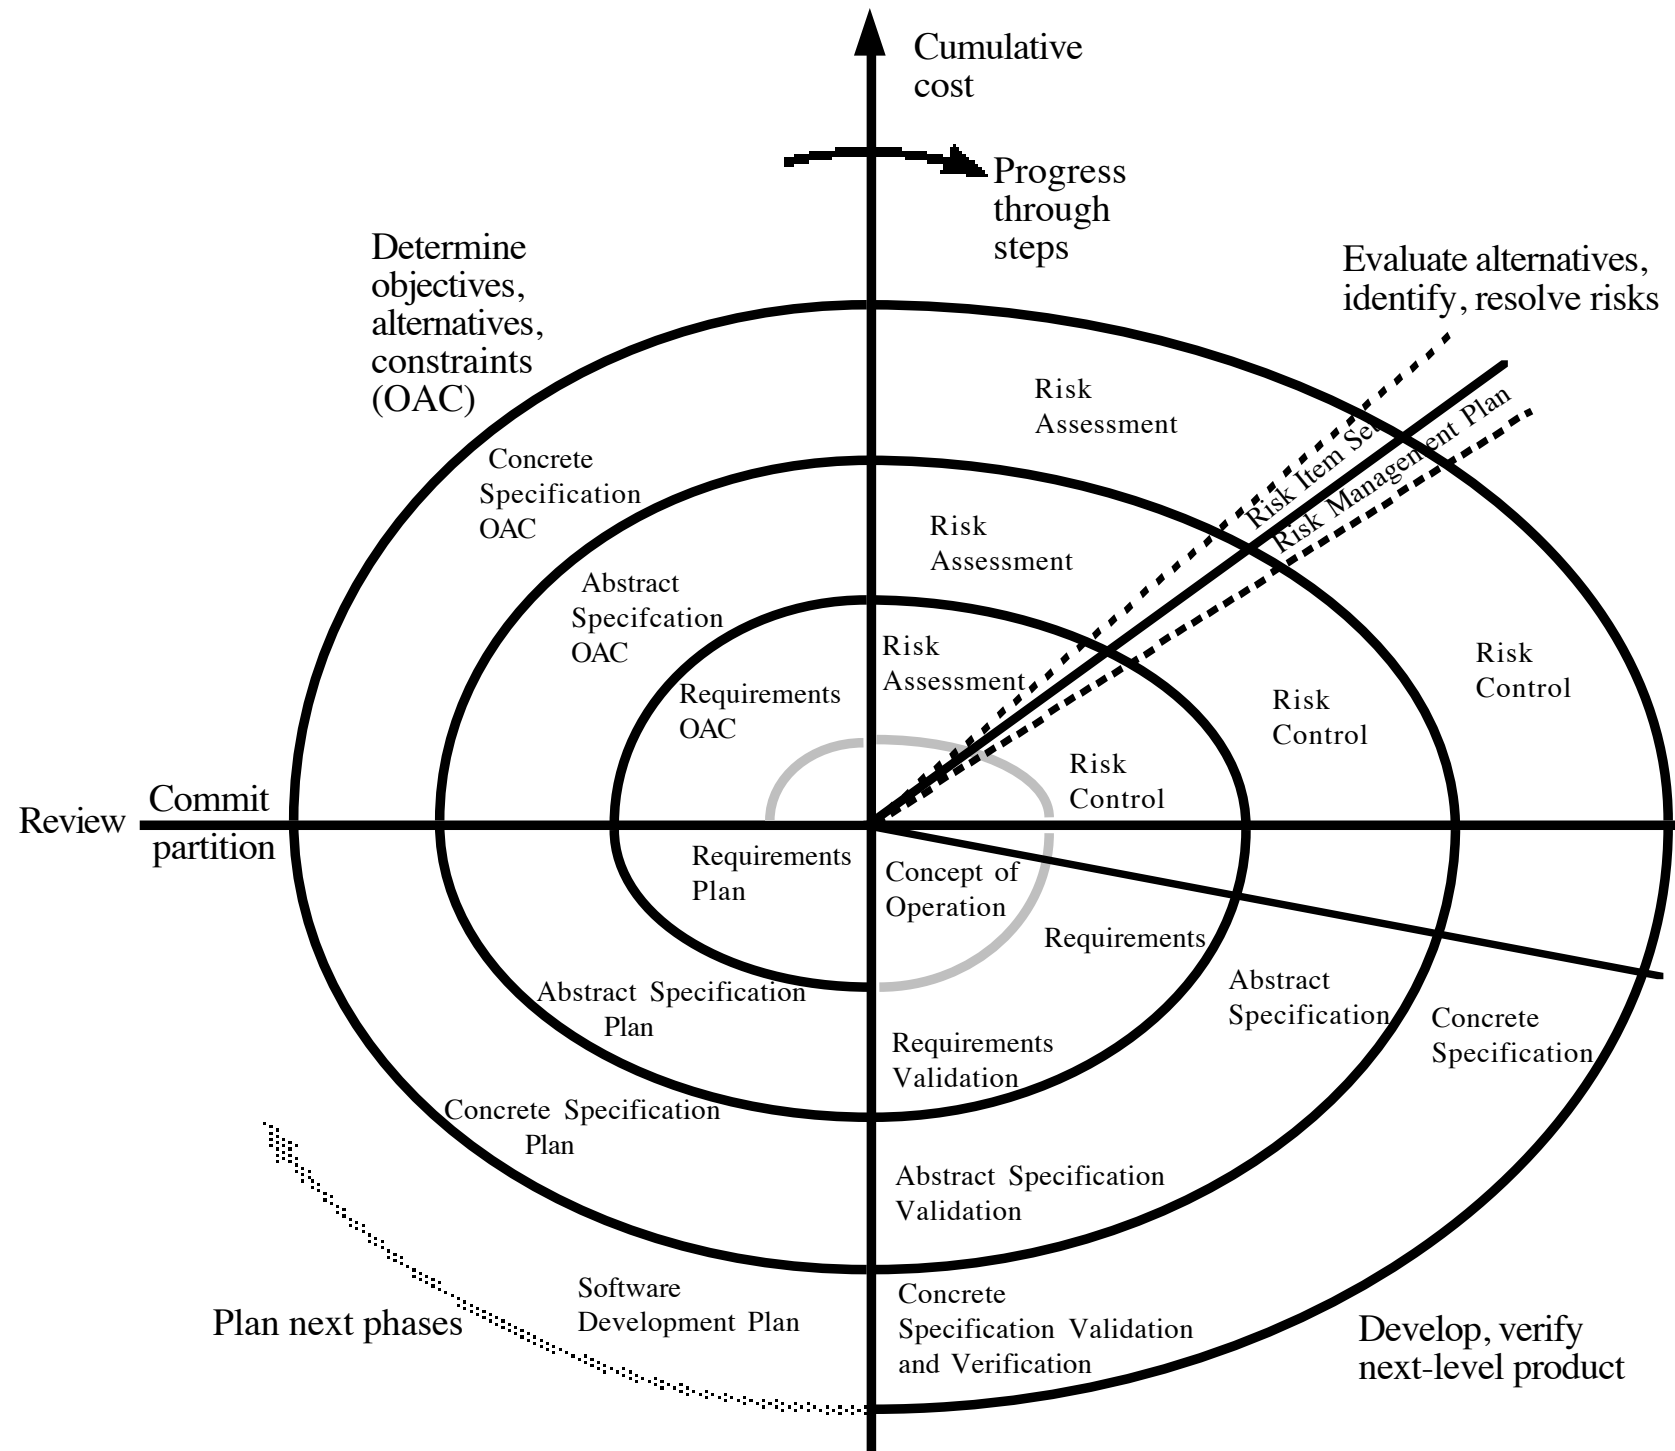 Cumulative
cost
Progress
through
steps
Determine
objectives,
alternatives,
constraints
(OAC)
Evaluate alternatives,
identify, resolve risks
Risk
Assessment
Risk Item Set
Risk Management Plan
Concrete
Specification
OAC
Risk
Assessment
Abstract
Specifcation
OAC
Risk
Assessment
Risk
Control
Requirements
OAC
Risk
Control
Risk
Control
Review
Commit
partition
Requirements
Plan
Concept of
Operation
Requirements
Abstract
Specification
Concrete
Specification
Abstract Specification
Plan
Requirements
Validation
Concrete Specification
Plan
Abstract Specification
Validation
Software
Development Plan
Concrete
Specification Validation
and Verification
Plan next phases
Develop, verify
next-level product